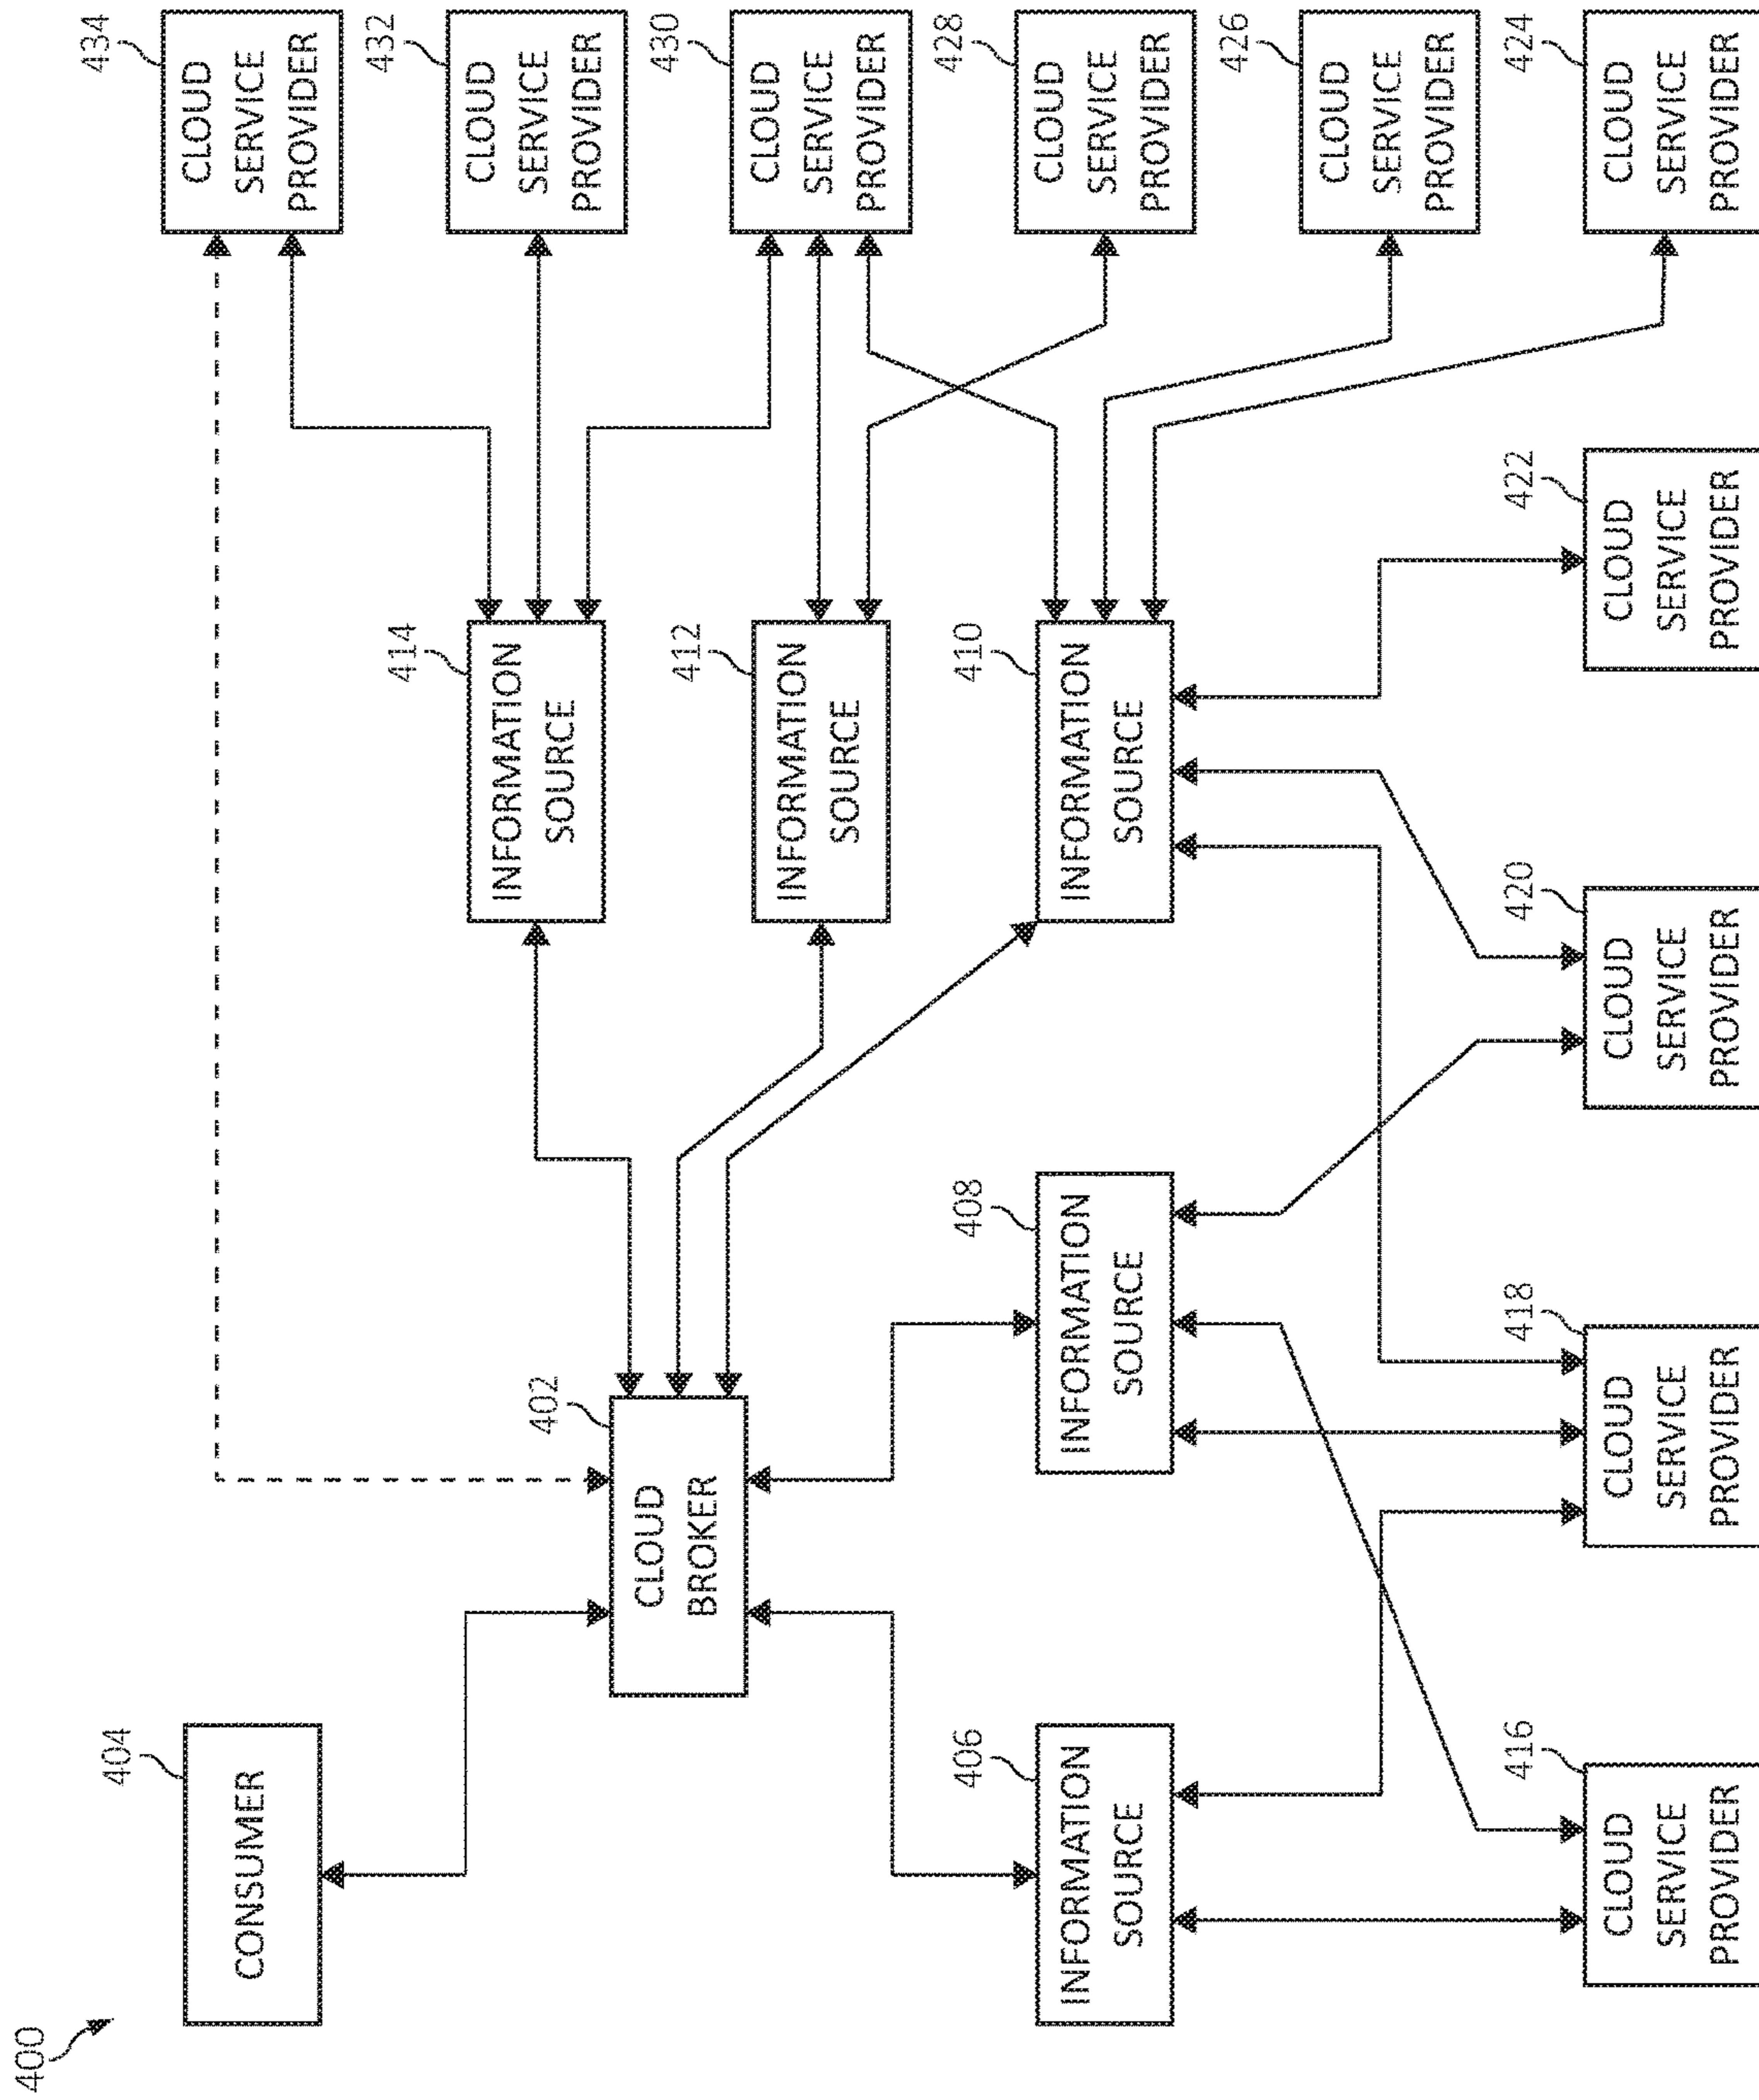 400
404
CONSUMER
402
CLOUD
BROKER
406
INFORMATION
SOURCE
408
INFORMATION
SOURCE
410
INFORMATION
SOURCE
412
INFORMATION
SOURCE
414
INFORMATION
SOURCE
416
CLOUD
SERVICE
PROVIDER
418
CLOUD
SERVICE
PROVIDER
420
CLOUD
SERVICE
PROVIDER
422
CLOUD
SERVICE
PROVIDER
424
CLOUD
SERVICE
PROVIDER
426
CLOUD
SERVICE
PROVIDER
428
CLOUD
SERVICE
PROVIDER
430
CLOUD
SERVICE
PROVIDER
432
CLOUD
SERVICE
PROVIDER
434
CLOUD
SERVICE
PROVIDER